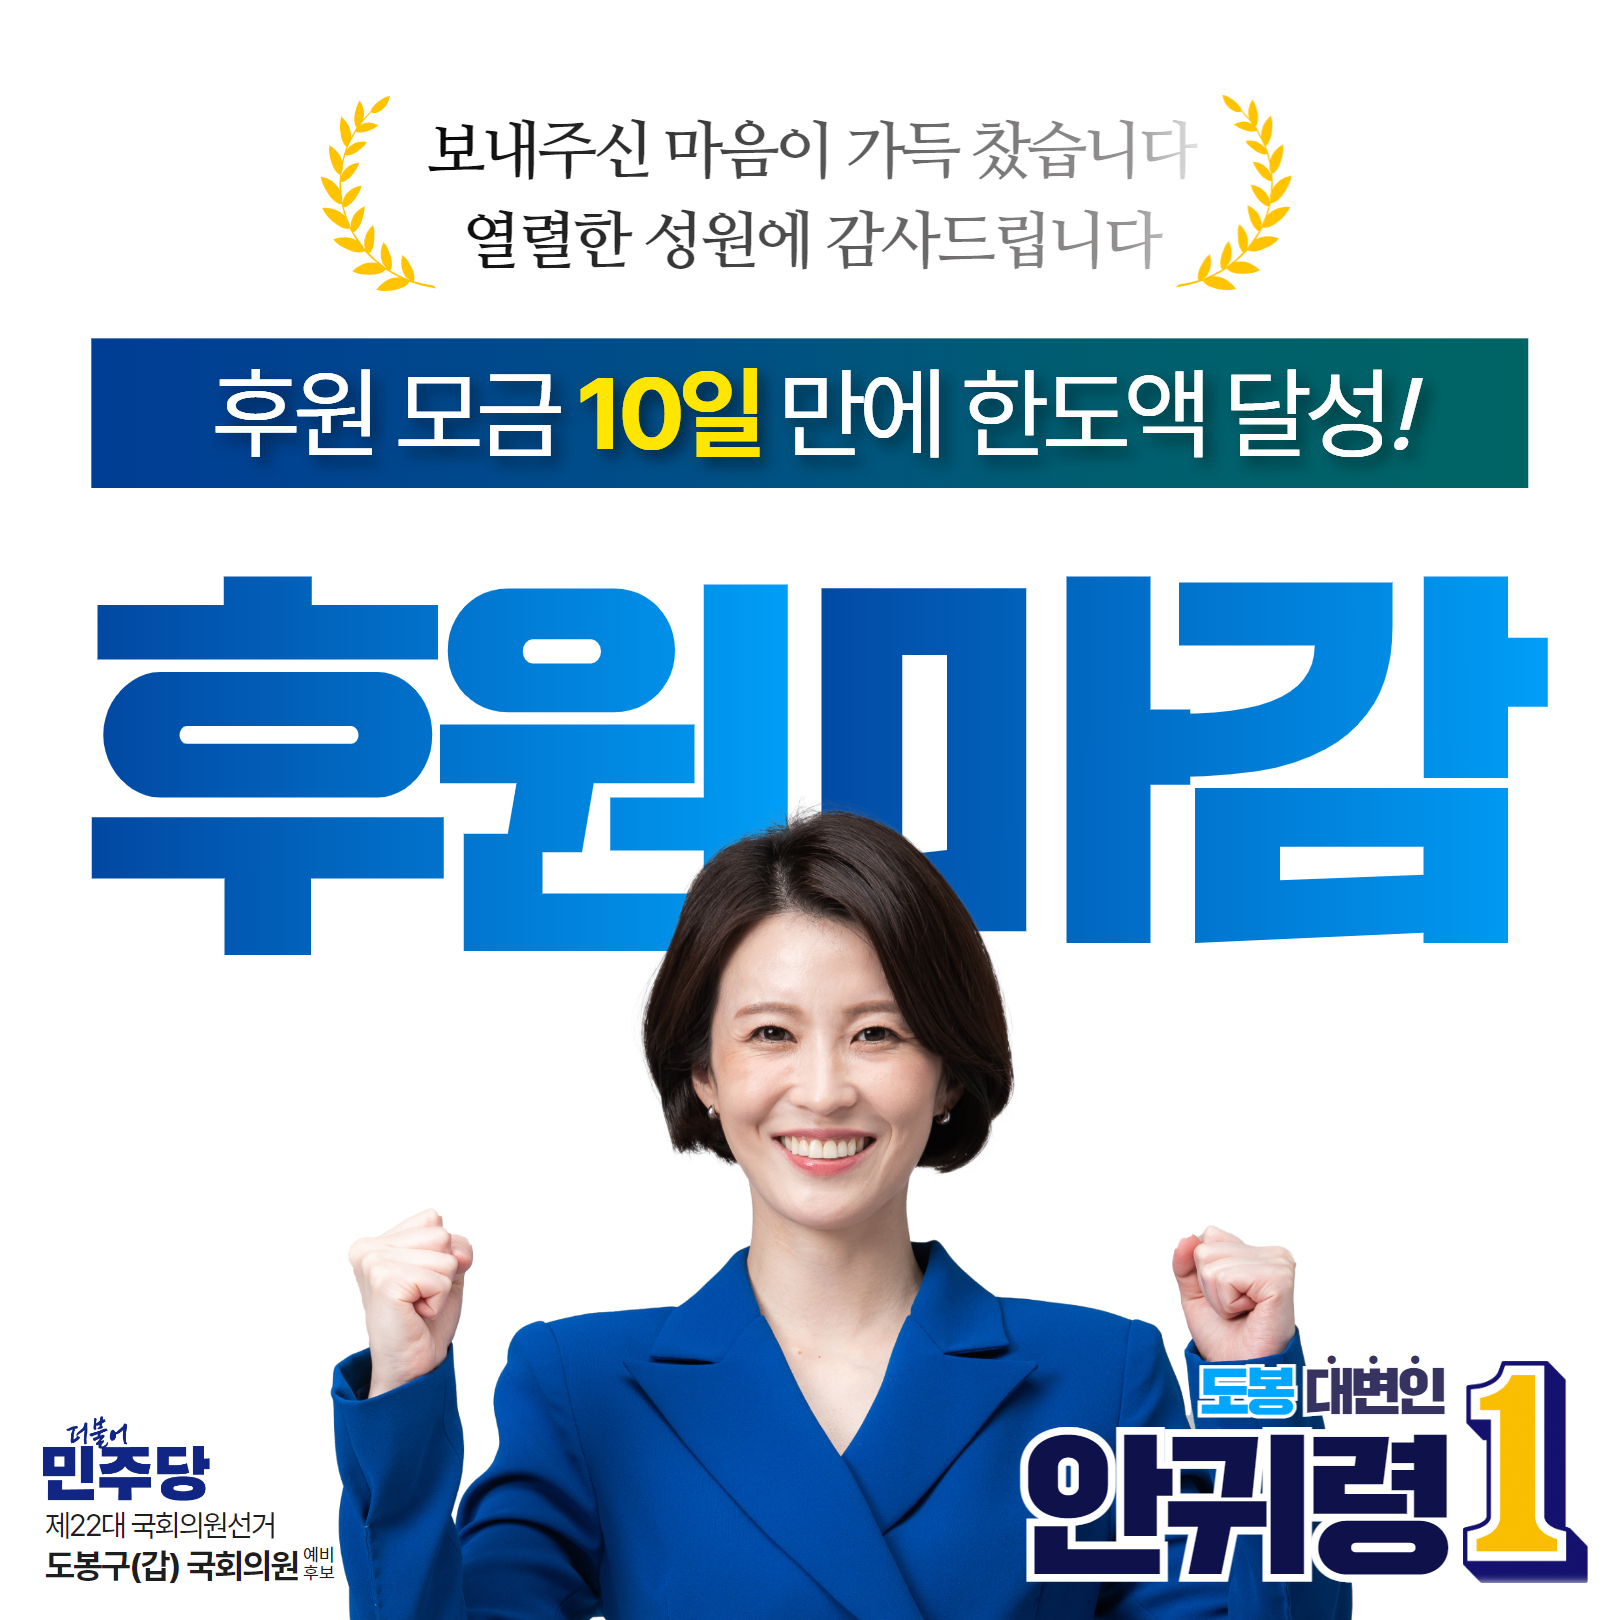 보내주신 마음이 가득 찼습니다
열렬한 성원에 감사드립니다
후원 모금 10일 만에 한도액 달성!
후원마감
더불어
민주당
제22대 국회의원선거
도봉구(갑) 국회의원 예비
후보
도봉 대변인
안귀령 1